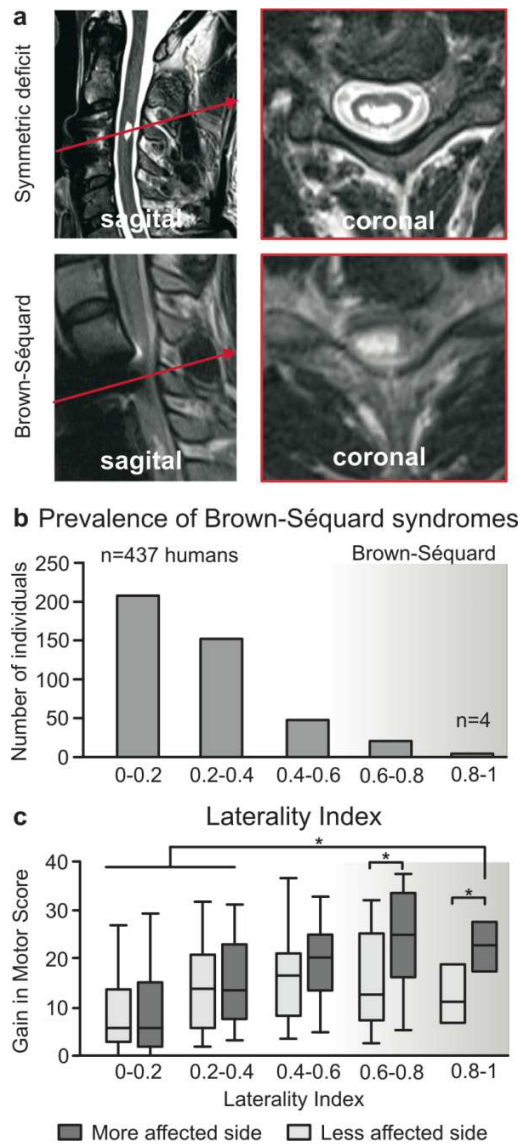 a
Symmetric deficit
sagital
coronal
Brown-Séquard
sagital
coronal
b Prevalence of Brown-Séquard syndromes
n=437 humans
Brown-Séquard
Number of individuals
250
200
150
100
50
0
n=4
0-0.2 0.2-0.4 0.4-0.6 0.6-0.8 0.8-1
c Laterality Index
Gain in Motor Score
40
30
20
10
0
*
*
*
0-0.2 0.2-0.4 0.4-0.6 0.6-0.8 0.8-1
Laterality Index
More affected side Less affected side